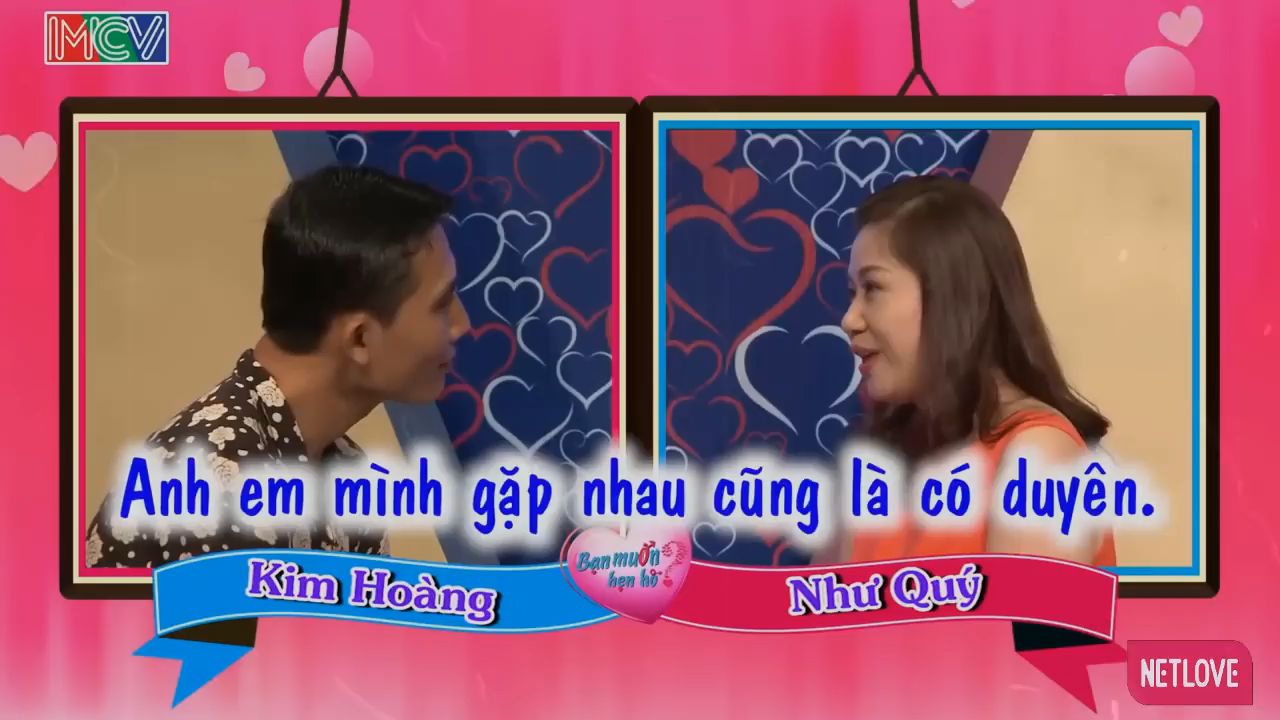 MCV
Anh em mình gặp nhau cũng là có duyên.
Bạn muốn
hẹn hò
Kim Hoàng
Như Quý
NETLOVE